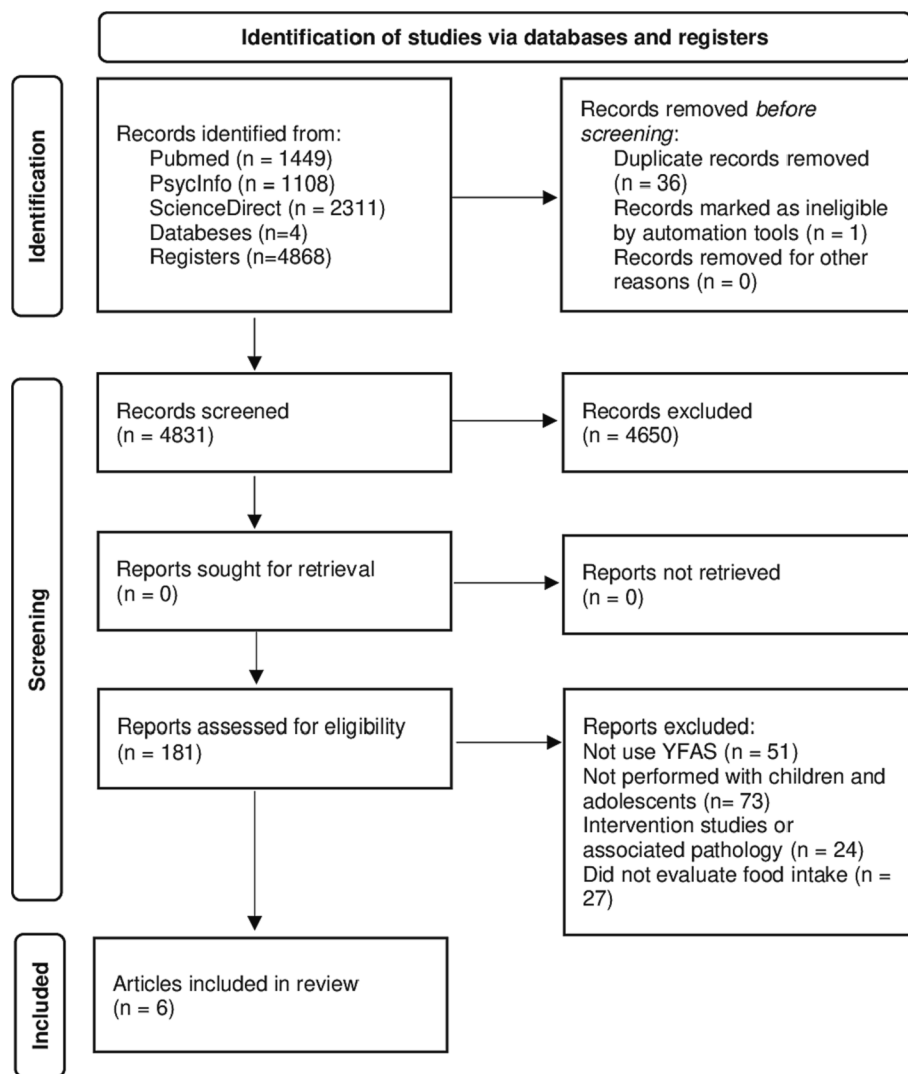 Identification of studies via databases and registers
Identification
Records identified from:
Pubmed (n = 1449)
PsycInfo (n = 1108)
ScienceDirect (n = 2311)
Databeses (n=4)
Registers (n=4868)
Records removed before
screening:
Duplicate records removed
(n = 36)
Records marked as ineligible
by automation tools (n = 1)
Records removed for other
reasons (n = 0)
Screening
Records screened
(n = 4831)
Records excluded
(n = 4650)
Reports sought for retrieval
(n = 0)
Reports not retrieved
(n = 0)
Reports assessed for eligibility
(n = 181)
Reports excluded:
Not use YFAS (n = 51)
Not performed with children and
adolescents (n= 73)
Intervention studies or
associated pathology (n = 24)
Did not evaluate food intake (n =
27)
Included
Articles included in review
(n = 6)